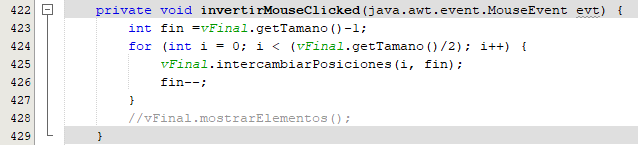 422 private void invertirMouseClicked(java.awt.event.MouseEvent evt) {
423 int fin =vFinal.getTamano()-1;
424 for (int i = 0; i < (vFinal.getTamano()/2); i++) {
425 vFinal.intercambiarPosiciones(i, fin);
426 fin--;
427 }
428 //vFinal.mostrarElementos();
429 }